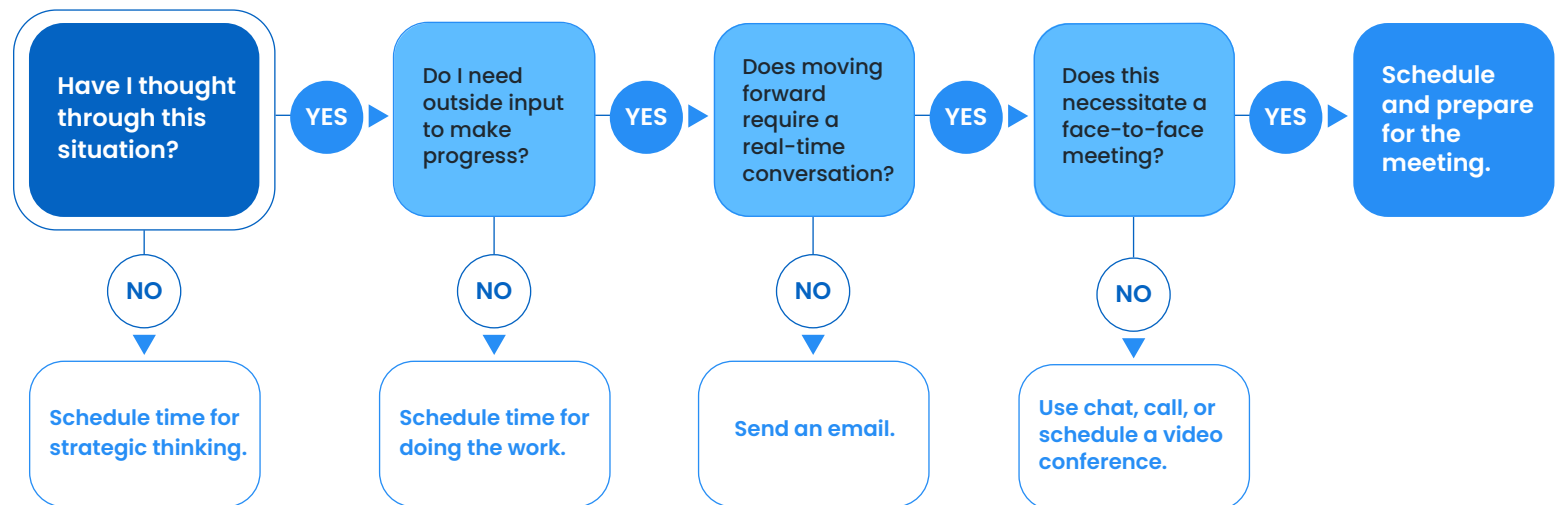 Have I thought
through this
situation?
YES
Do I need
outside input
to make
progress?
YES
Does moving
forward
require a
real-time
conversation?
YES
Does this
necessitate a
face-to-face
meeting?
YES
Schedule
and prepare
for the
meeting.
NO
NO
NO
NO
Schedule time for
strategic thinking.
Schedule time for
doing the work.
Send an email.
Use chat, call, or
schedule a video
conference.